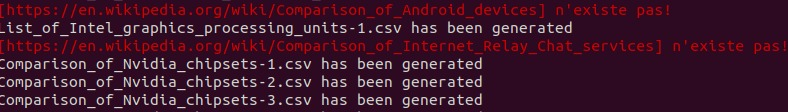 [https://en.wikipedia.org/wiki/Comparison_of_Android_devices] n'existe pas!
List_of_Intel_graphics_processing_units-1.csv has been generated
[https://en.wikipedia.org/wiki/Comparison_of_Internet_Relay_Chat_services] n'existe pas!
Comparison_of_Nvidia_chipsets-1.csv has been generated
Comparison_of_Nvidia_chipsets-2.csv has been generated
Comparison_of_Nvidia_chipsets-3.csv has been generated